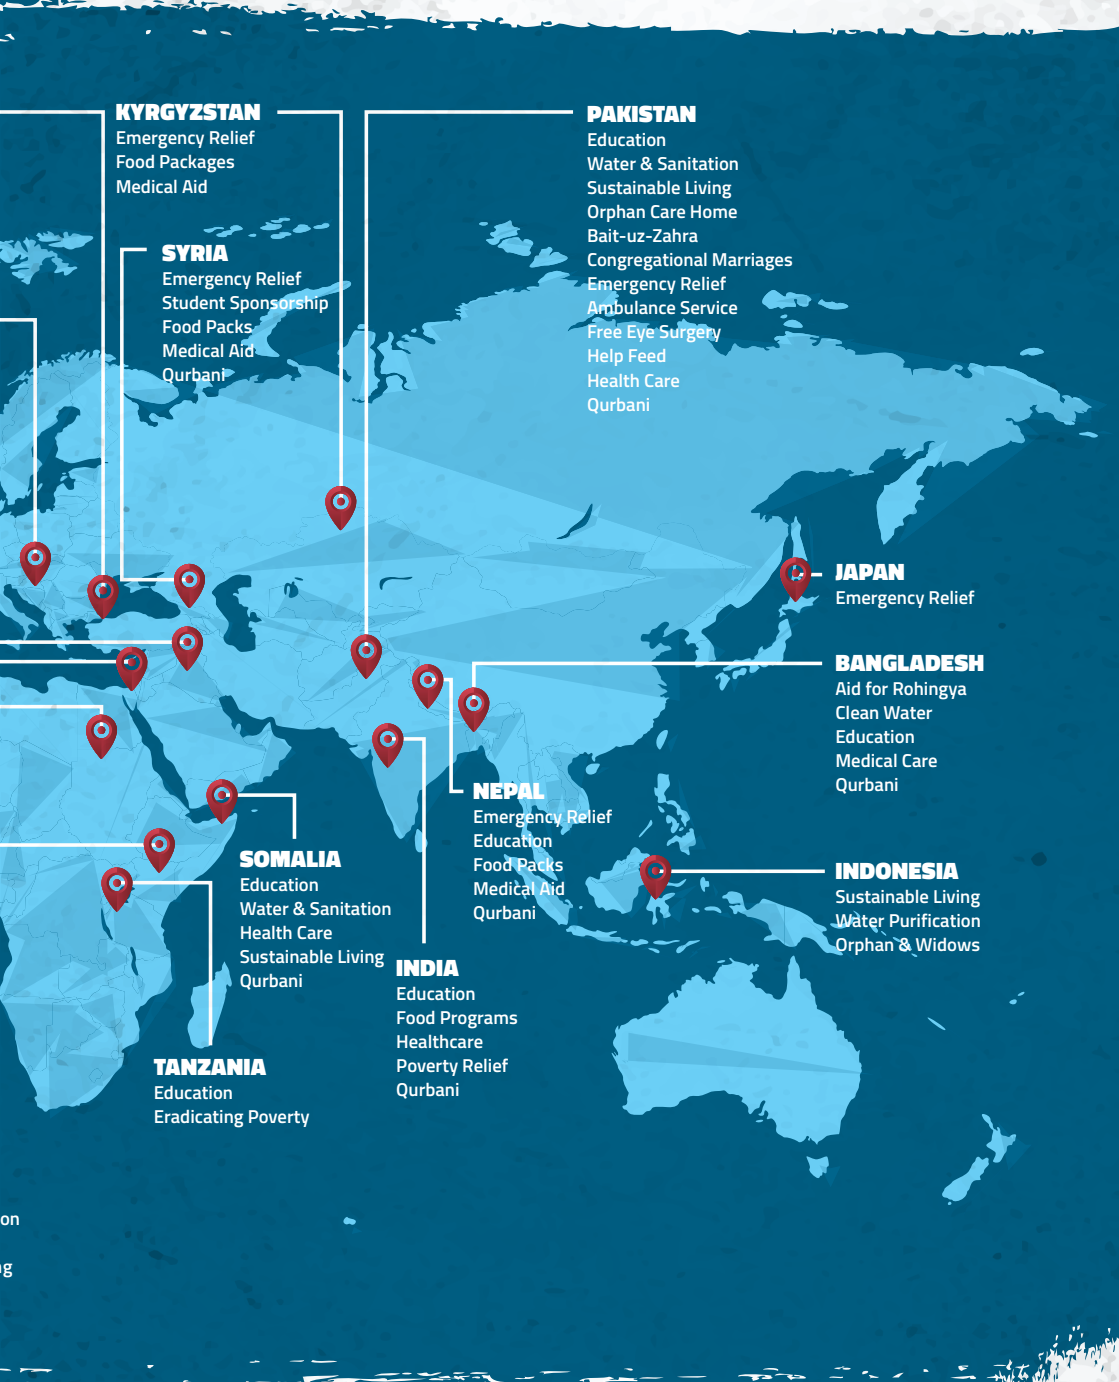 KYRGYZSTAN
Emergency Relief
Food Packages
Medical Aid
PAKISTAN
Education
Water & Sanitation
Sustainable Living
Orphan Care Home
Bait-uz-Zahra
Congregational Marriages
Emergency Relief
Ambulance Service
Free Eye Surgery
Help Feed
Health Care
Qurbani
SYRIA
Emergency Relief
Student Sponsorship
Food Packs
Medical Aid
Qurbani
JAPAN
Emergency Relief
BANGLADESH
Aid for Rohingya
Clean Water
Education
Medical Care
Qurbani
NEPAL
Emergency Relief
Education
Food Packs
Medical Aid
Qurbani
SOMALIA
Education
Water & Sanitation
Health Care
Sustainable Living
Qurbani
INDONESIA
Sustainable Living
Water Purification
Orphan & Widows
INDIA
Education
Food Programs
Healthcare
Poverty Relief
Qurbani
TANZANIA
Education
Eradicating Poverty
on